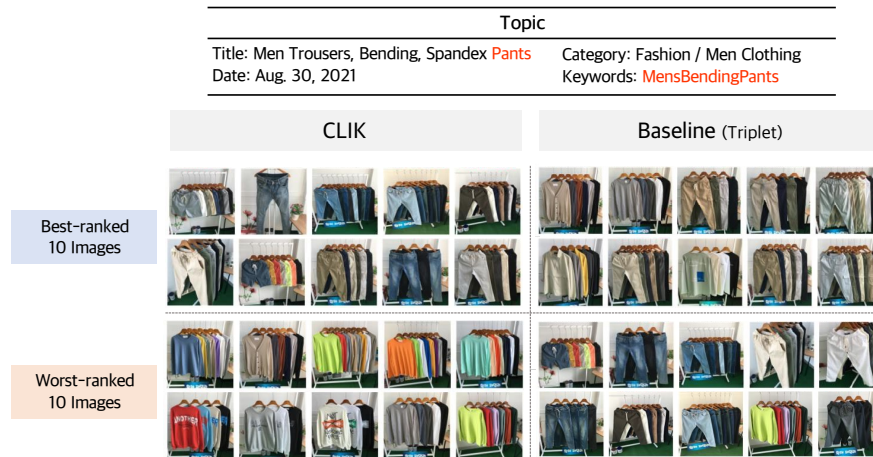 Topic
Title: Men Trousers, Bending, Spandex Pants
Category: Fashion / Men Clothing
Date: Aug. 30, 2021
Keywords: MensBendingPants
CLIK
Baseline (Triplet)
Best-ranked
10 Images
Worst-ranked
10 Images